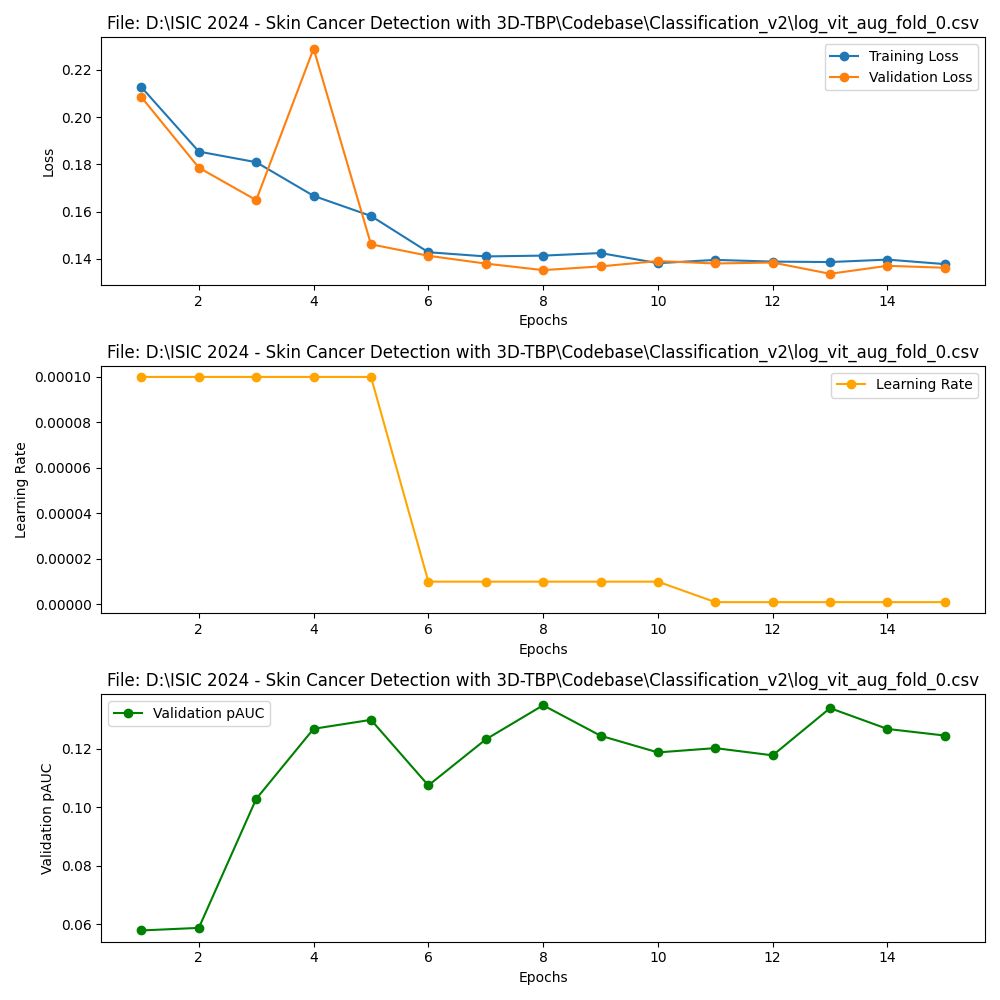 File: D:\ISIC 2024 - Skin Cancer Detection with 3D-TBP\Codebase\Classification_v2\log_vit_aug_fold_0.csv
Training Loss
Validation Loss
0.22
0.20
0.18
0.16
0.14
Loss
2 4 6 8 10 12 14
Epochs
File: D:\ISIC 2024 - Skin Cancer Detection with 3D-TBP\Codebase\Classification_v2\log_vit_aug_fold_0.csv
Learning Rate
0.00010
0.00008
0.00006
0.00004
0.00002
0.00000
Learning Rate
2 4 6 8 10 12 14
Epochs
File: D:\ISIC 2024 - Skin Cancer Detection with 3D-TBP\Codebase\Classification_v2\log_vit_aug_fold_0.csv
Validation pAUC
0.12
0.10
0.08
0.06
Validation pAUC
2 4 6 8 10 12 14
Epochs